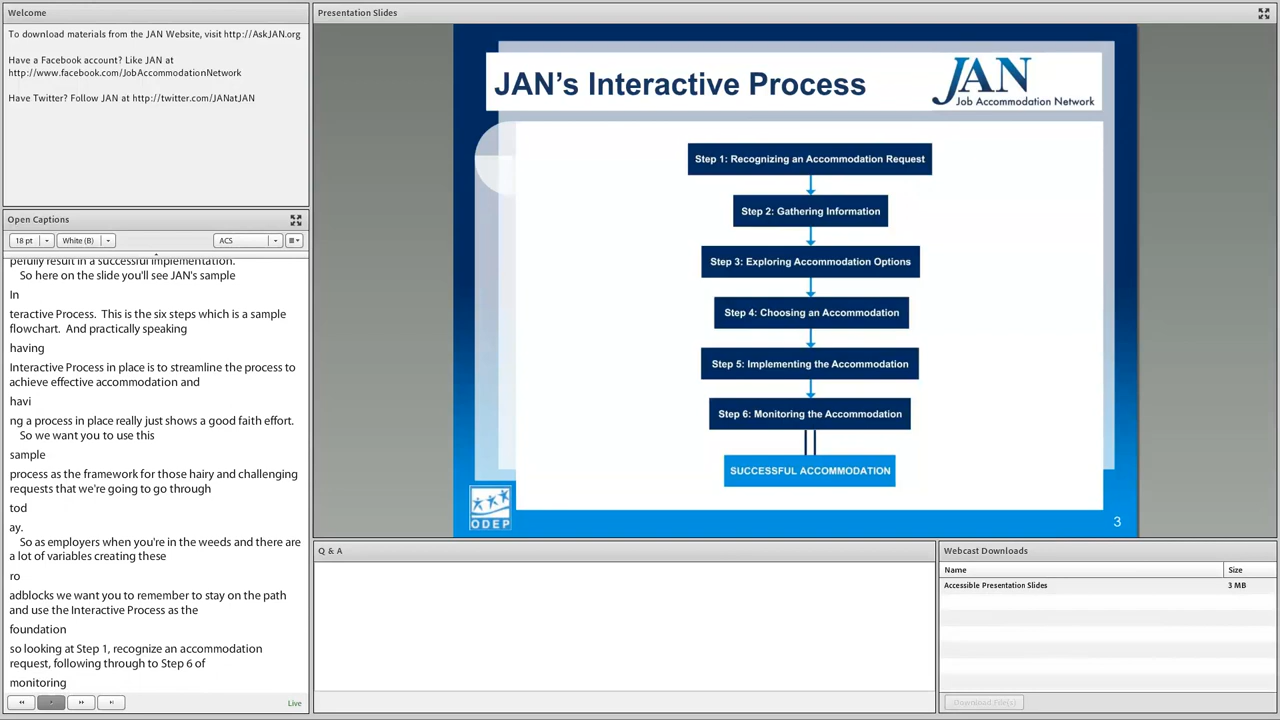 Welcome
To download materials from the JAN Website, visit http://AskJAN.org
Have a Facebook account? Like JAN at
http://www.facebook.com/JobAccommodationNetwork
Have Twitter? Follow JAN at http://twitter.com/JANatJAN
Open Captions
18 pt
White (B)
ACS
pefully result in a successful implementation.
So here on the slide you'll see JAN's sample
In
teractive Process. This is the six steps which is a sample
flowchart. And practically speaking
having
Interactive Process in place is to streamline the process to
achieve effective accommodation and
havi
ng a process in place really just shows a good faith effort.
So we want you to use this
sample
process as the framework for those hairy and challenging
requests that we're going to go through
tod
ay.
So as employers when you're in the weeds and there are
a lot of variables creating these
ro
adblocks we want you to remember to stay on the path
and use the Interactive Process as the
foundation
so looking at Step 1, recognize an accommodation
request, following through to Step 6 of
monitoring
Live
Presentation Slides
JAN's Interactive Process
JAN
Job Accommodation Network
Step 1: Recognizing an Accommodation Request
Step 2: Gathering Information
Step 3: Exploring Accommodation Options
Step 4: Choosing an Accommodation
Step 5: Implementing the Accommodation
Step 6: Monitoring the Accommodation
SUCCESSFUL ACCOMMODATION
ODEP
3
Q & A
Webcast Downloads
Name
Size
Accessible Presentation Slides
3 MB
Download File(s)